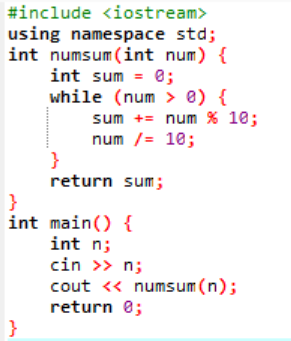 #include <iostream>
using namespace std;
int numsum(int num) {
    int sum = 0;
    while (num > 0) {
        sum += num % 10;
        num /= 10;
    }
    return sum;
}
int main() {
    int n;
    cin >> n;
    cout << numsum(n);
    return 0;
}